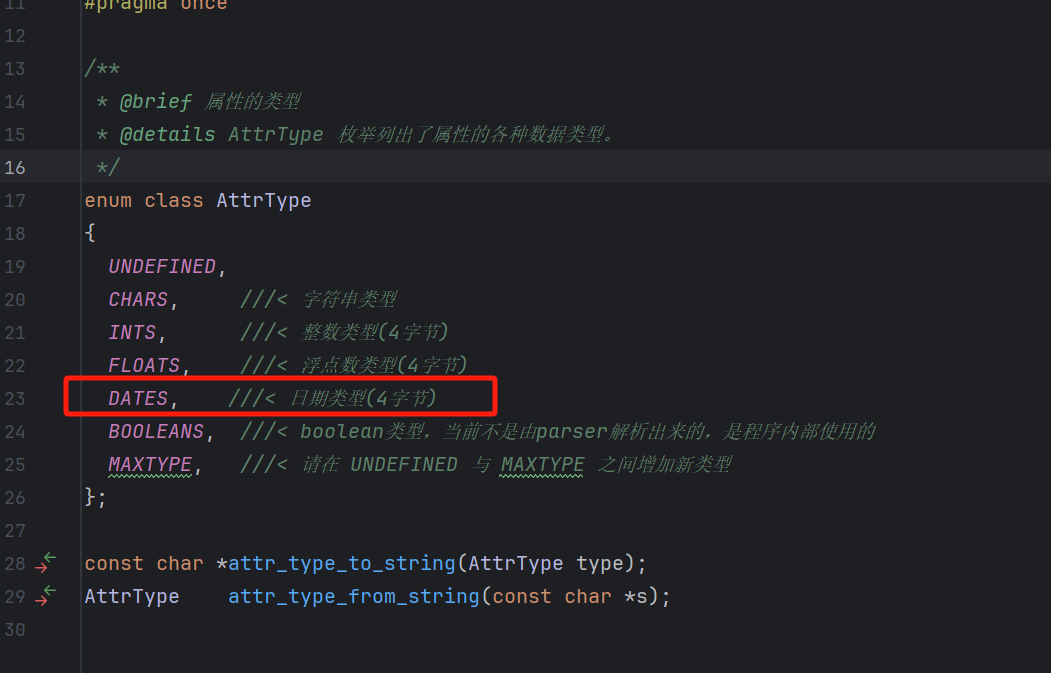 11 #pragma once
12
13 /**
14 * @brief 属性的类型
15 * @details AttrType 枚举列出了属性的各种数据类型。
16 */
17 enum class AttrType
18 {
19 UNDEFINED,
20 CHARS, ///< 字符串类型
21 INTS, ///< 整数类型(4字节)
22 FLOATS, ///< 浮点数类型(4字节)
23 DATES, ///< 日期类型(4字节)
24 BOOLEANS, ///< boolean类型，当前不是由parser解析出来的，是程序内部使用的
25 MAXTYPE, ///< 请在 UNDEFINED 与 MAXTYPE 之间增加新类型
26 };
27
28 const char *attr_type_to_string(AttrType type);
29 AttrType attr_type_from_string(const char *s);
30